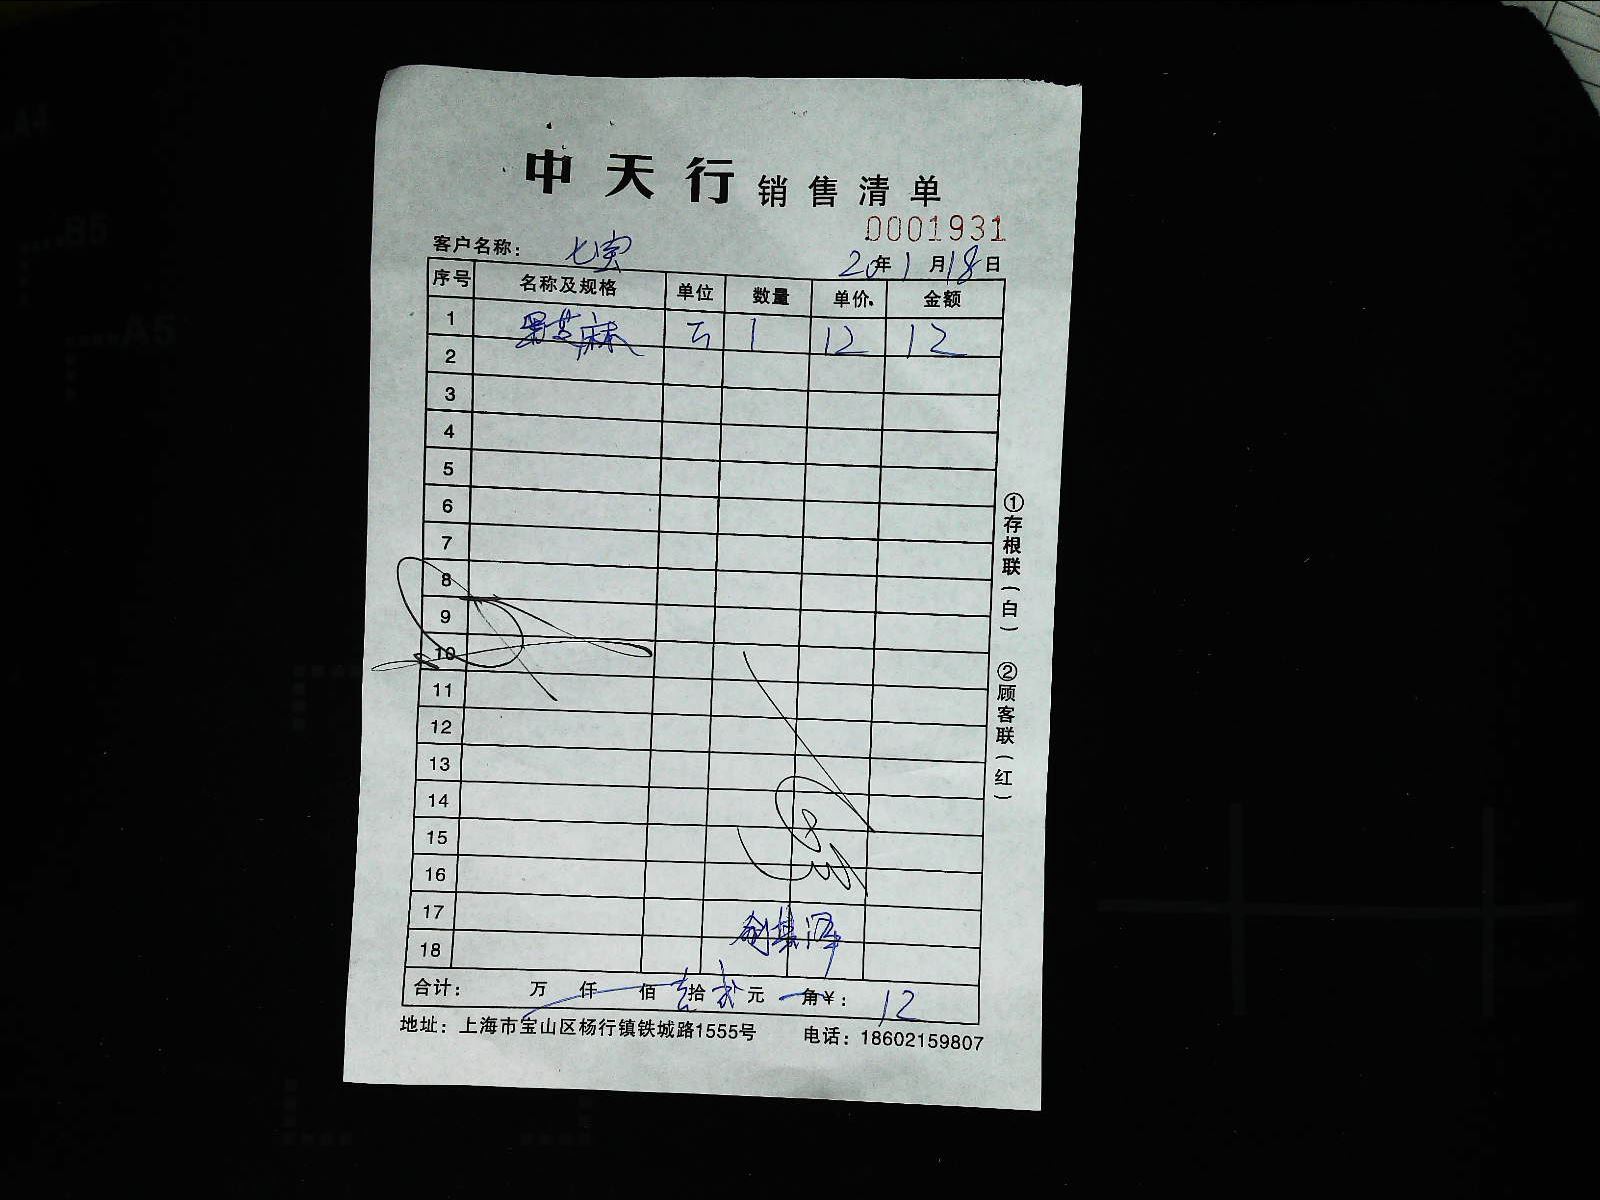 中天行 销售清单
0001931
客户名称： 七宝 20年1月18日
序号 名称及规格 单位 数量 单价 金额
1 黑芝麻 1 12 12
2
3
4
5
6
7
8
9
10
11
12
13
14
15
16
17
18
合计： 万 仟 佰 壹拾 贰元 角¥： 12
地址：上海市宝山区杨行镇铁城路1555号 电话：18602159807
①存根联（白）
②顾客联（红）